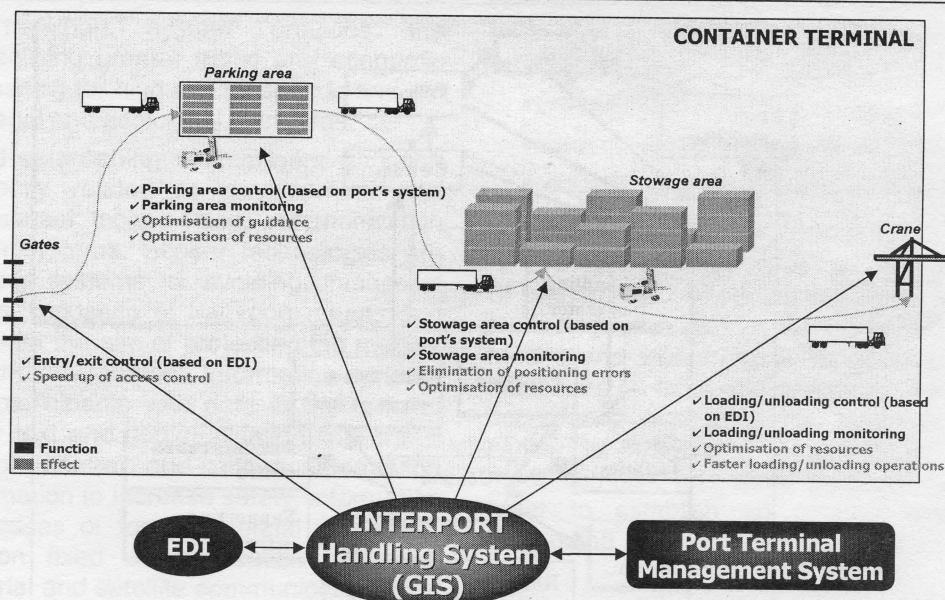 CONTAINER TERMINAL
Parking area
✓ Parking area control (based on port's system)
✓ Parking area monitoring
✓ Optimisation of guidance
✓ Optimisation of resources
Stowage area
Gates
Crane
✓ Entry/exit control (based on EDI)
✓ Speed up of access control
✓ Stowage area control (based on
port's system)
✓ Stowage area monitoring
✓ Elimination of positioning errors
✓ Optimisation of resources
✓ Loading/unloading control (based
on EDI)
✓ Loading/unloading monitoring
✓ Optimisation of resources
✓ Faster loading/unloading operations
Function
Effect
EDI
INTERPORT
Handling System
(GIS)
Port Terminal
Management System